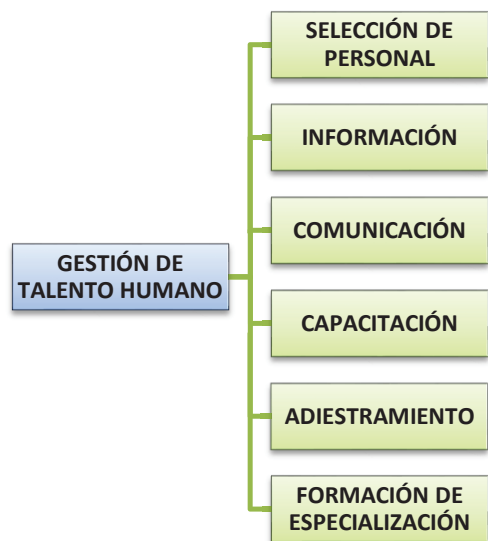 SELECCIÓN DE
PERSONAL
INFORMACIÓN
COMUNICACIÓN
GESTIÓN DE
TALENTO HUMANO
CAPACITACIÓN
ADIESTRAMIENTO
FORMACIÓN DE
ESPECIALIZACIÓN